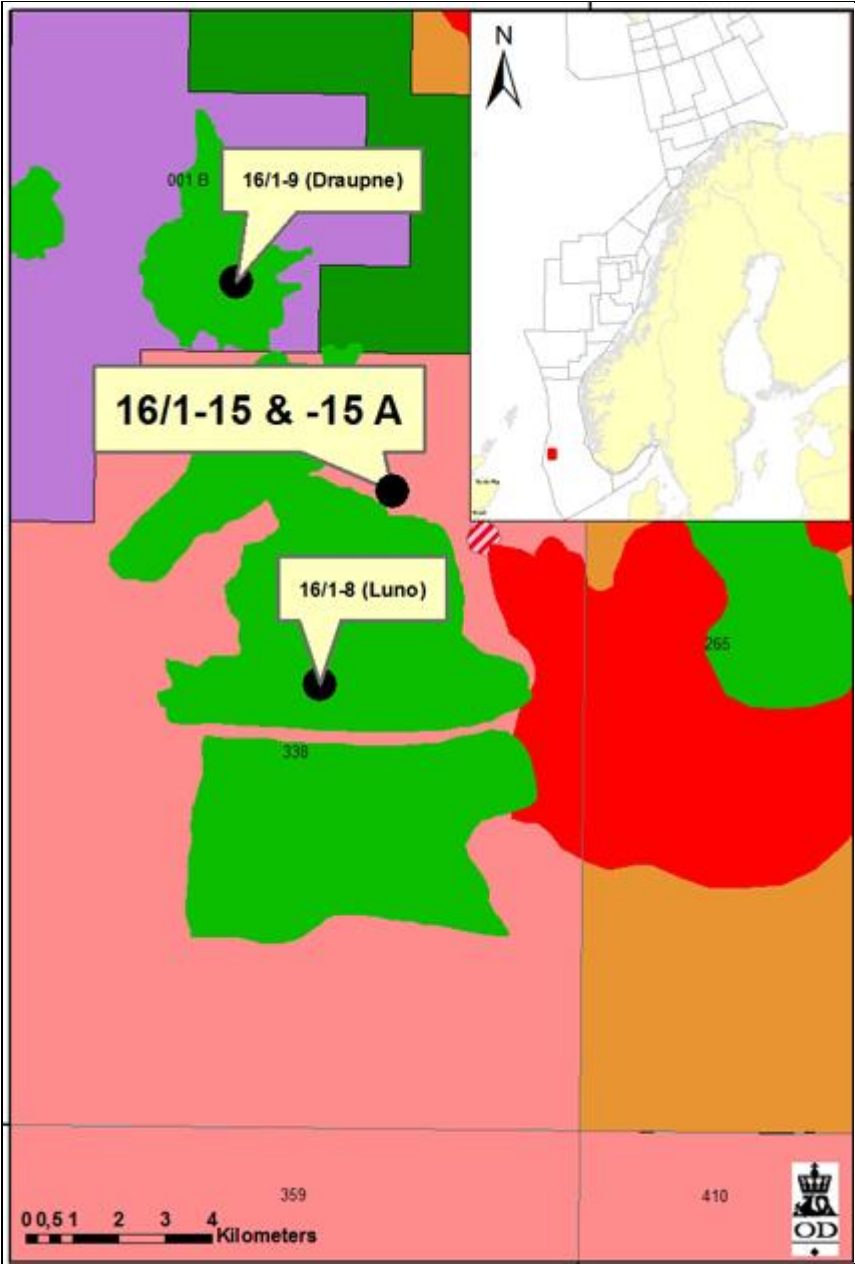 N
001 B
16/1-9 (Draupne)
16/1-15 & -15 A
16/1-8 (Luno)
265
338
359
410
0 0,5 1 2 3 4
Kilometers
OD